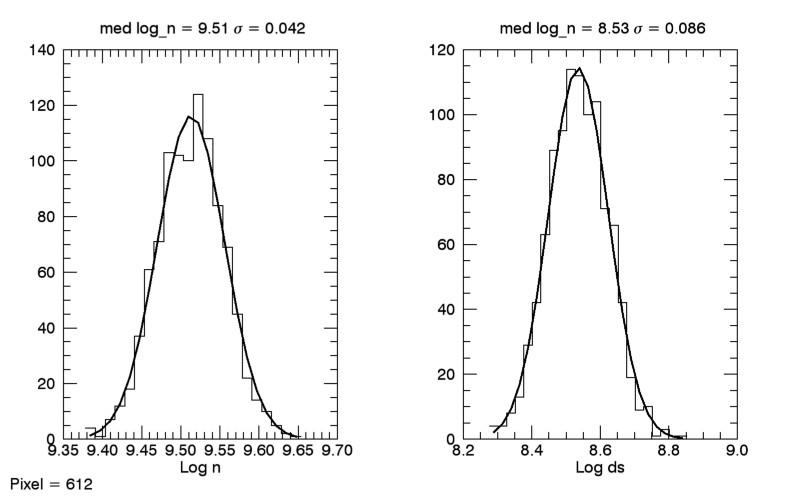 med log_n = 9.51 σ = 0.042
med log_n = 8.53 σ = 0.086
140
120
100
80
60
40
20
0
9.35 9.40 9.45 9.50 9.55 9.60 9.65 9.70
Log n
120
100
80
60
40
20
0
8.2 8.4 8.6 8.8 9.0
Log ds
Pixel = 612